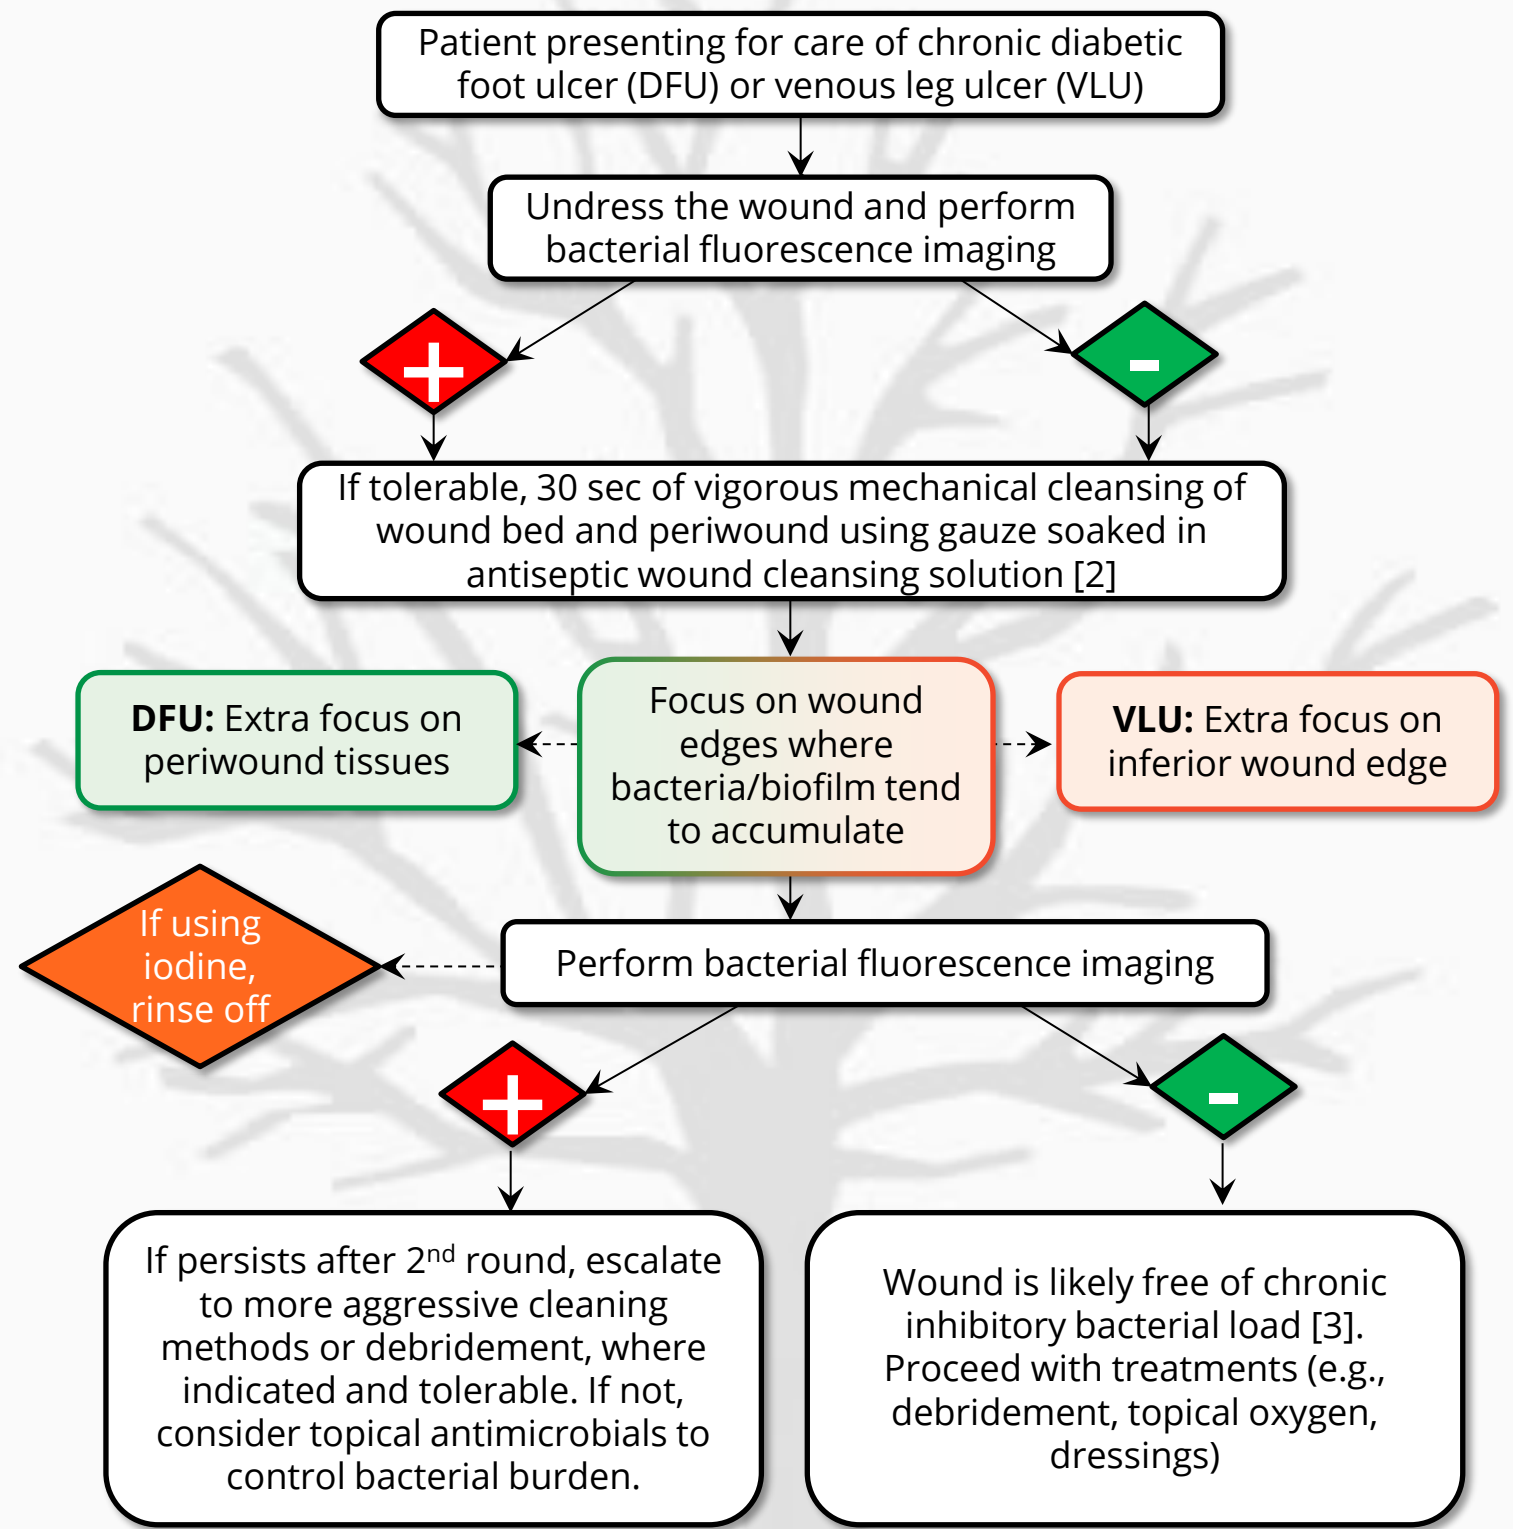 Patient presenting for care of chronic diabetic
foot ulcer (DFU) or venous leg ulcer (VLU)
Undress the wound and perform
bacterial fluorescence imaging
+
-
If tolerable, 30 sec of vigorous mechanical cleansing of
wound bed and periwound using gauze soaked in
antiseptic wound cleansing solution [2]
DFU: Extra focus on
periwound tissues
Focus on wound
edges where
bacteria/biofilm tend
to accumulate
VLU: Extra focus on
inferior wound edge
If using
iodine,
rinse off
Perform bacterial fluorescence imaging
+
-
If persists after 2nd round, escalate
to more aggressive cleaning
methods or debridement, where
indicated and tolerable. If not,
consider topical antimicrobials to
control bacterial burden.
Wound is likely free of chronic
inhibitory bacterial load [3].
Proceed with treatments (e.g.,
debridement, topical oxygen,
dressings)